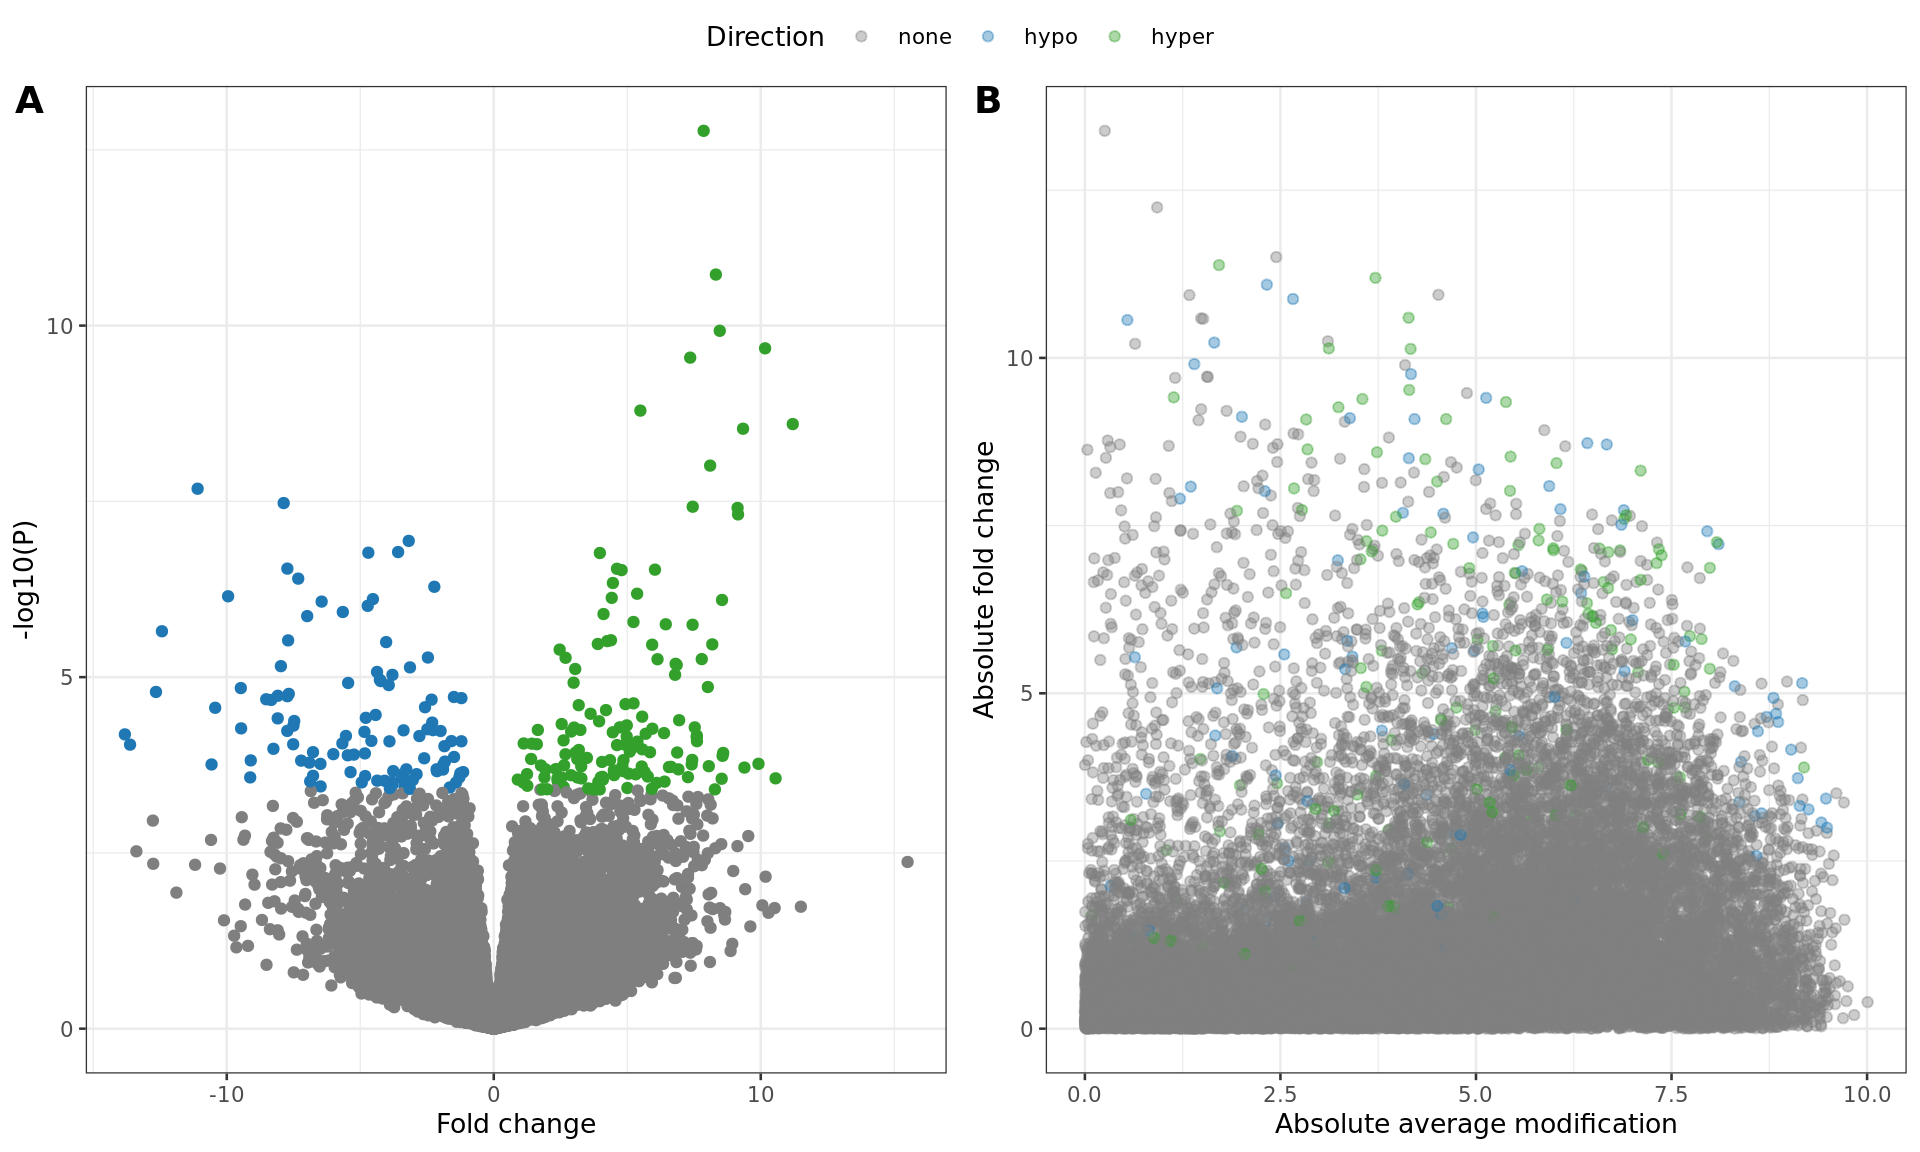 Direction none hypo hyper
A
-log10(P)
10
5
0
-10 0 10
Fold change
B
Absolute fold change
10
5
0
0.0 2.5 5.0 7.5 10.0
Absolute average modification